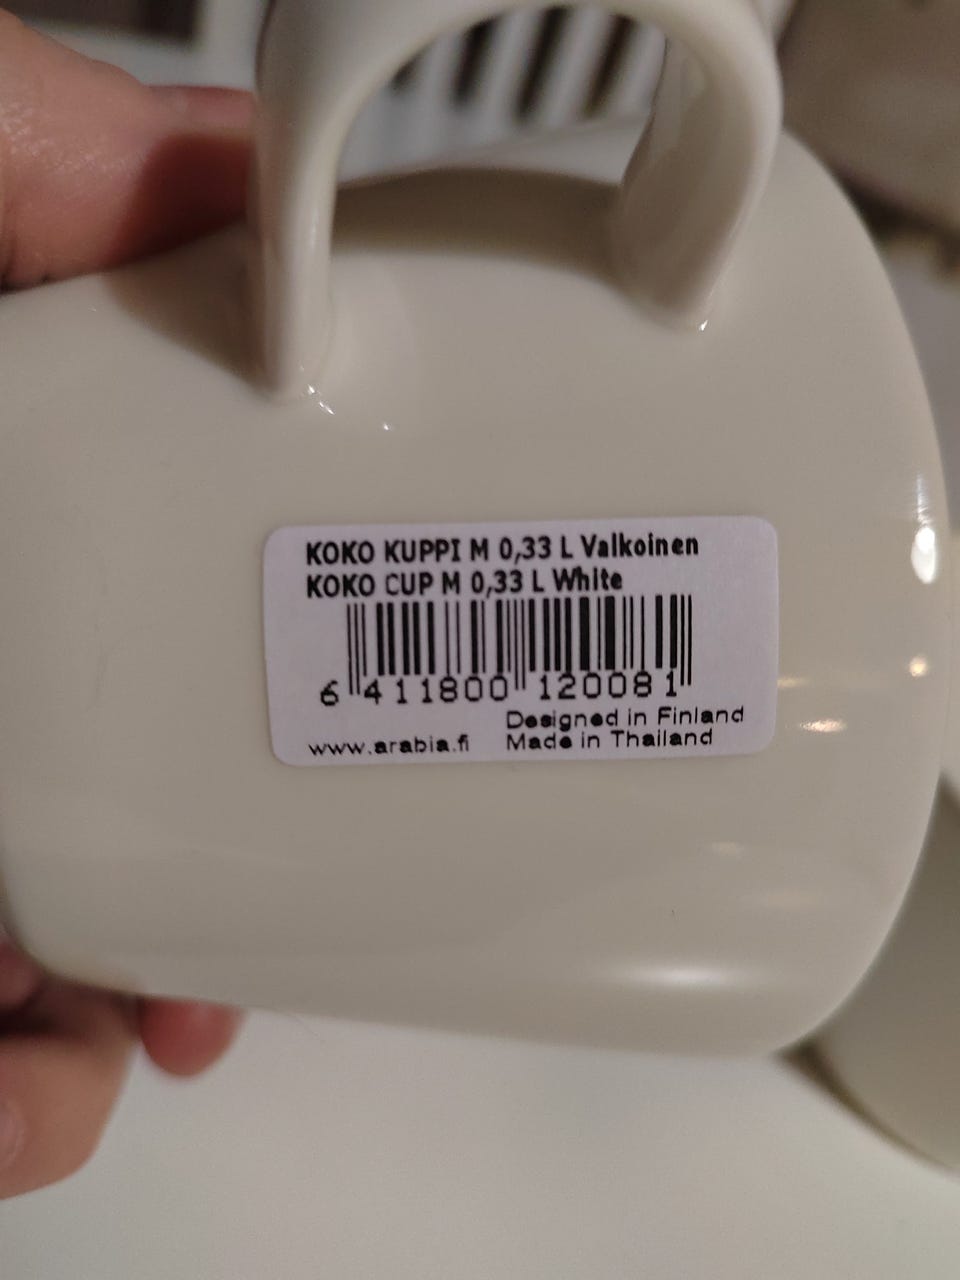 KOKO KUPPI M 0,33 L Valkoinen
KOKO CUP M 0,33 L White
6 411800 120081
Designed in Finland
www.arabia.fi Made in Thailand